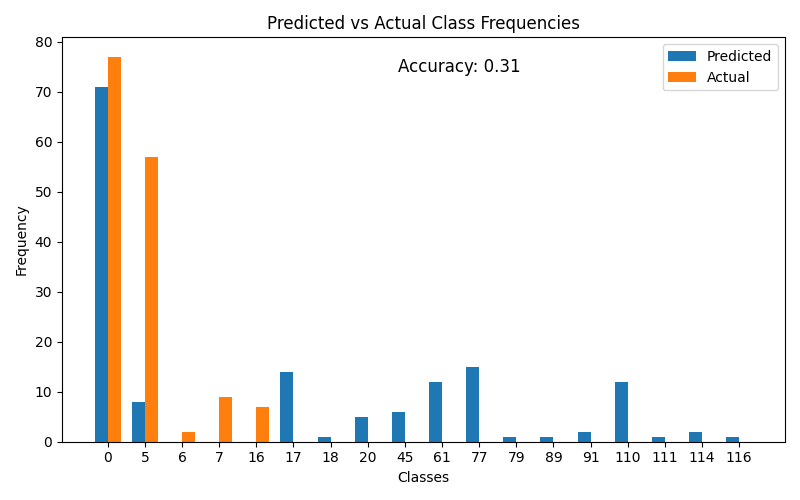 Predicted vs Actual Class Frequencies
Accuracy: 0.31
Predicted
Actual
80
70
60
50
40
30
20
10
0
Frequency
0 5 6 7 16 17 18 20 45 61 77 79 89 91 110 111 114 116
Classes